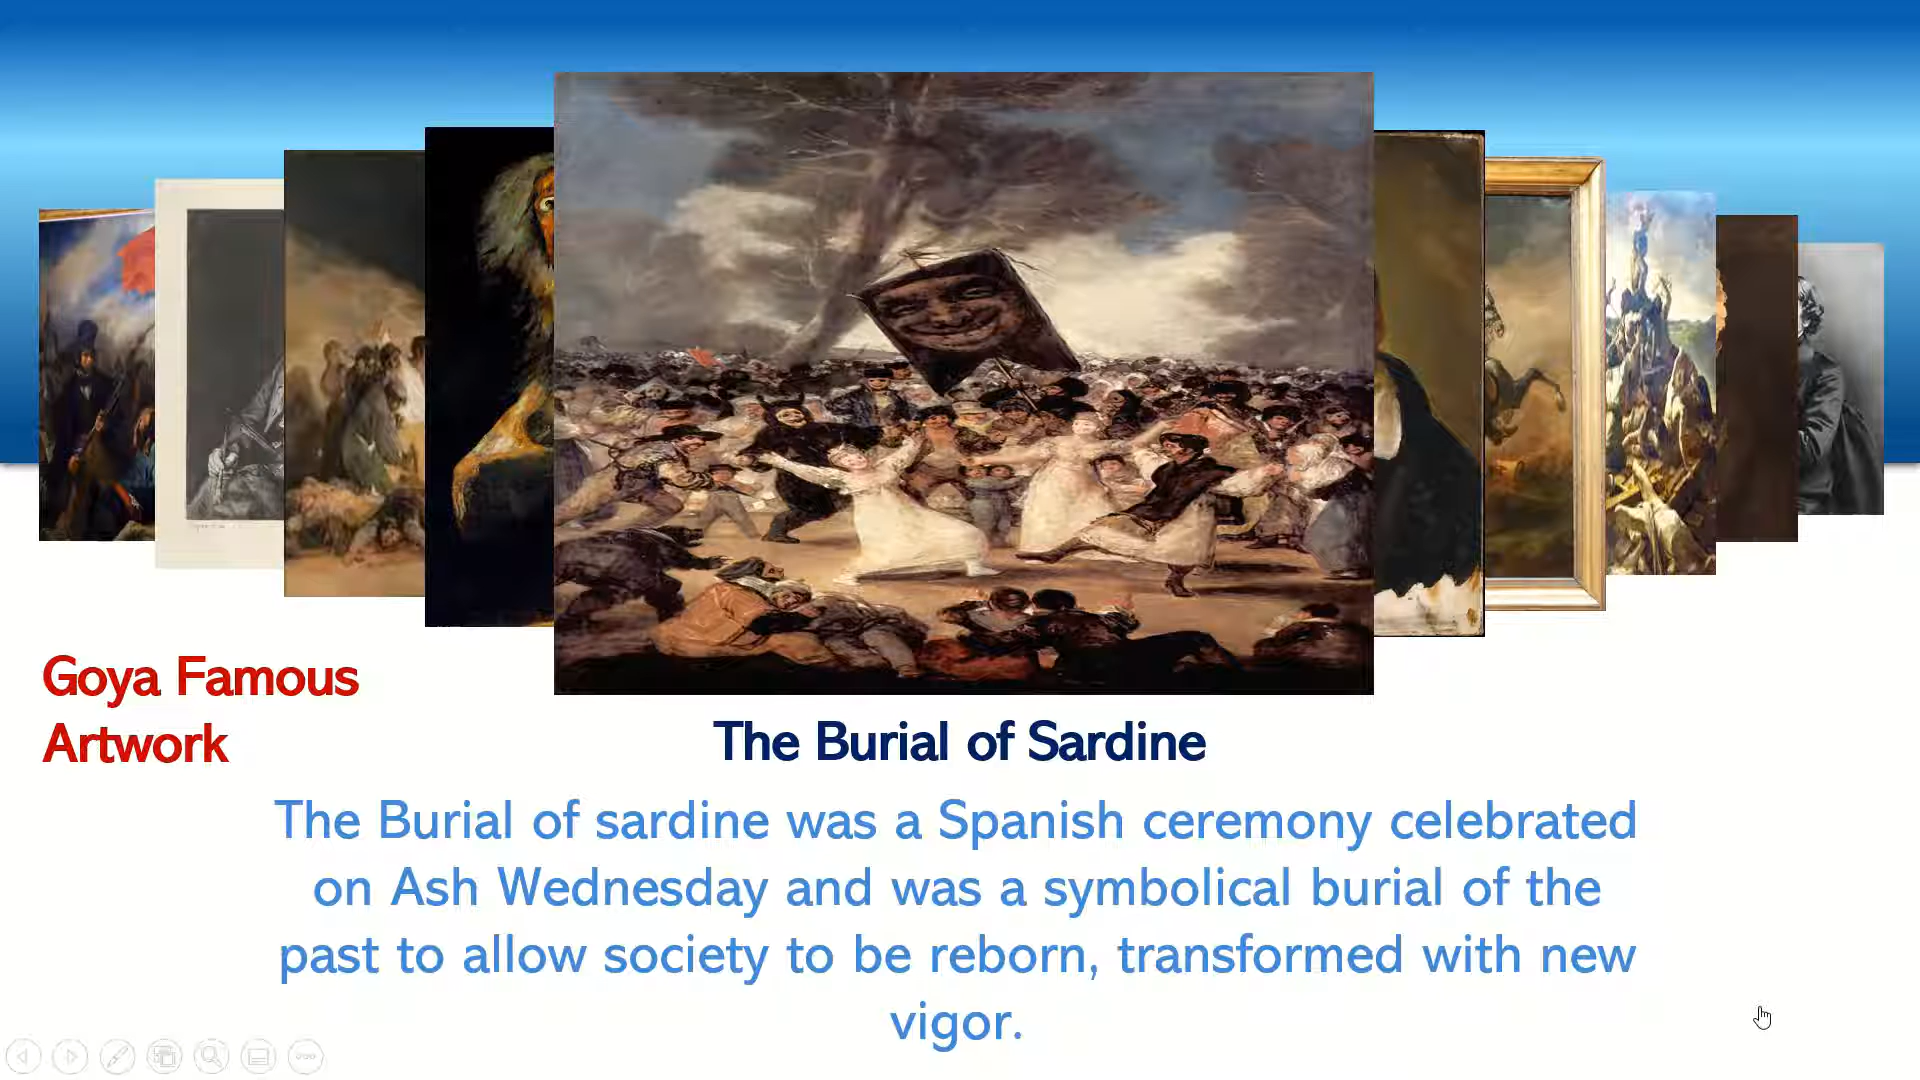 Goya Famous
Artwork
The Burial of Sardine
The Burial of sardine was a Spanish ceremony celebrated
on Ash Wednesday and was a symbolical burial of the
past to allow society to be reborn, transformed with new
vigor.